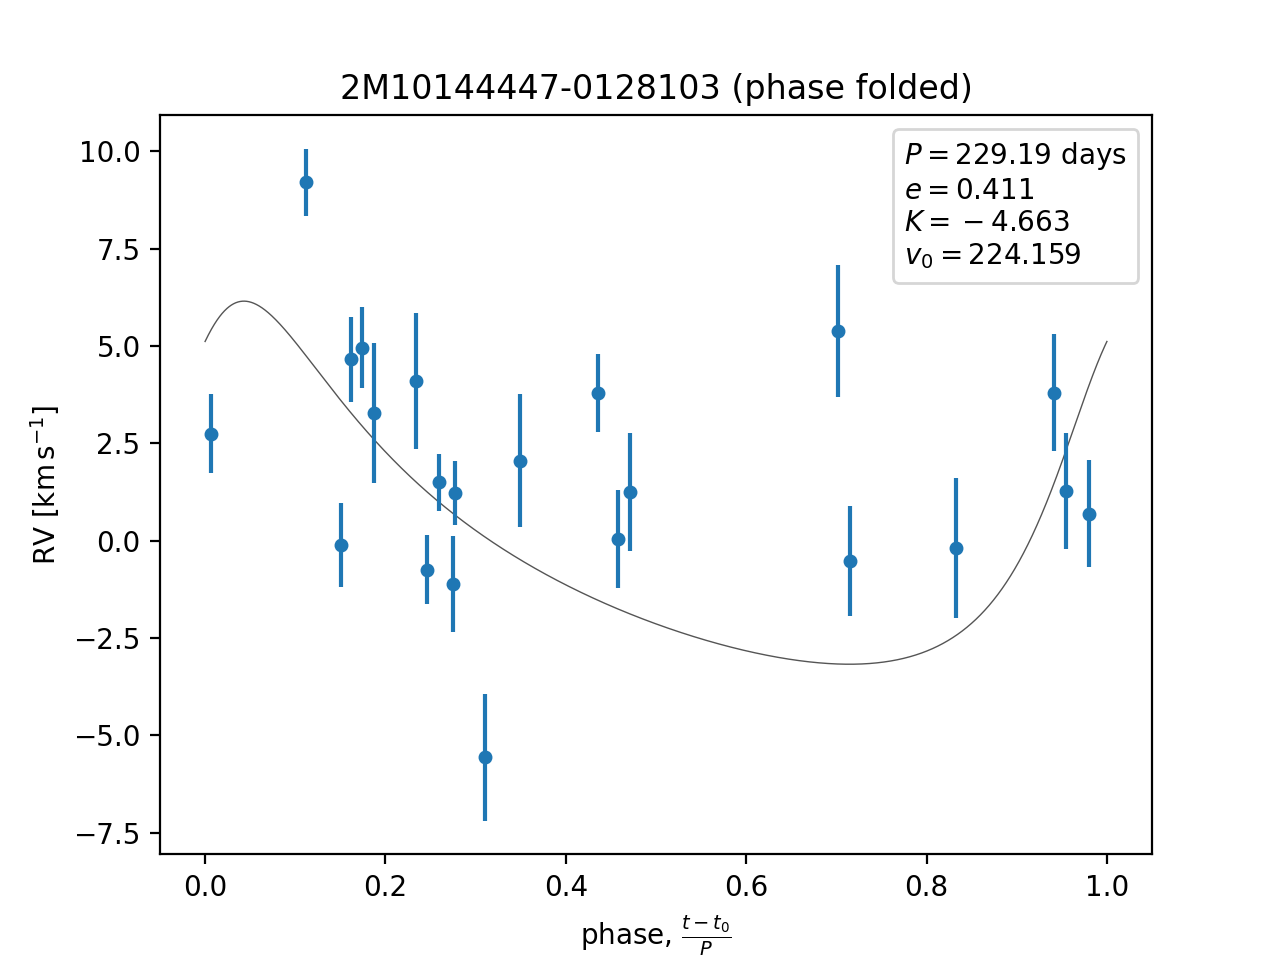 2M10144447-0128103 (phase folded)
P = 229.19 days
e = 0.411
K = −4.663
v₀ = 224.159
10.0
7.5
5.0
2.5
0.0
−2.5
−5.0
−7.5
RV [km s⁻¹]
0.0 0.2 0.4 0.6 0.8 1.0
phase, (t − t₀)/P